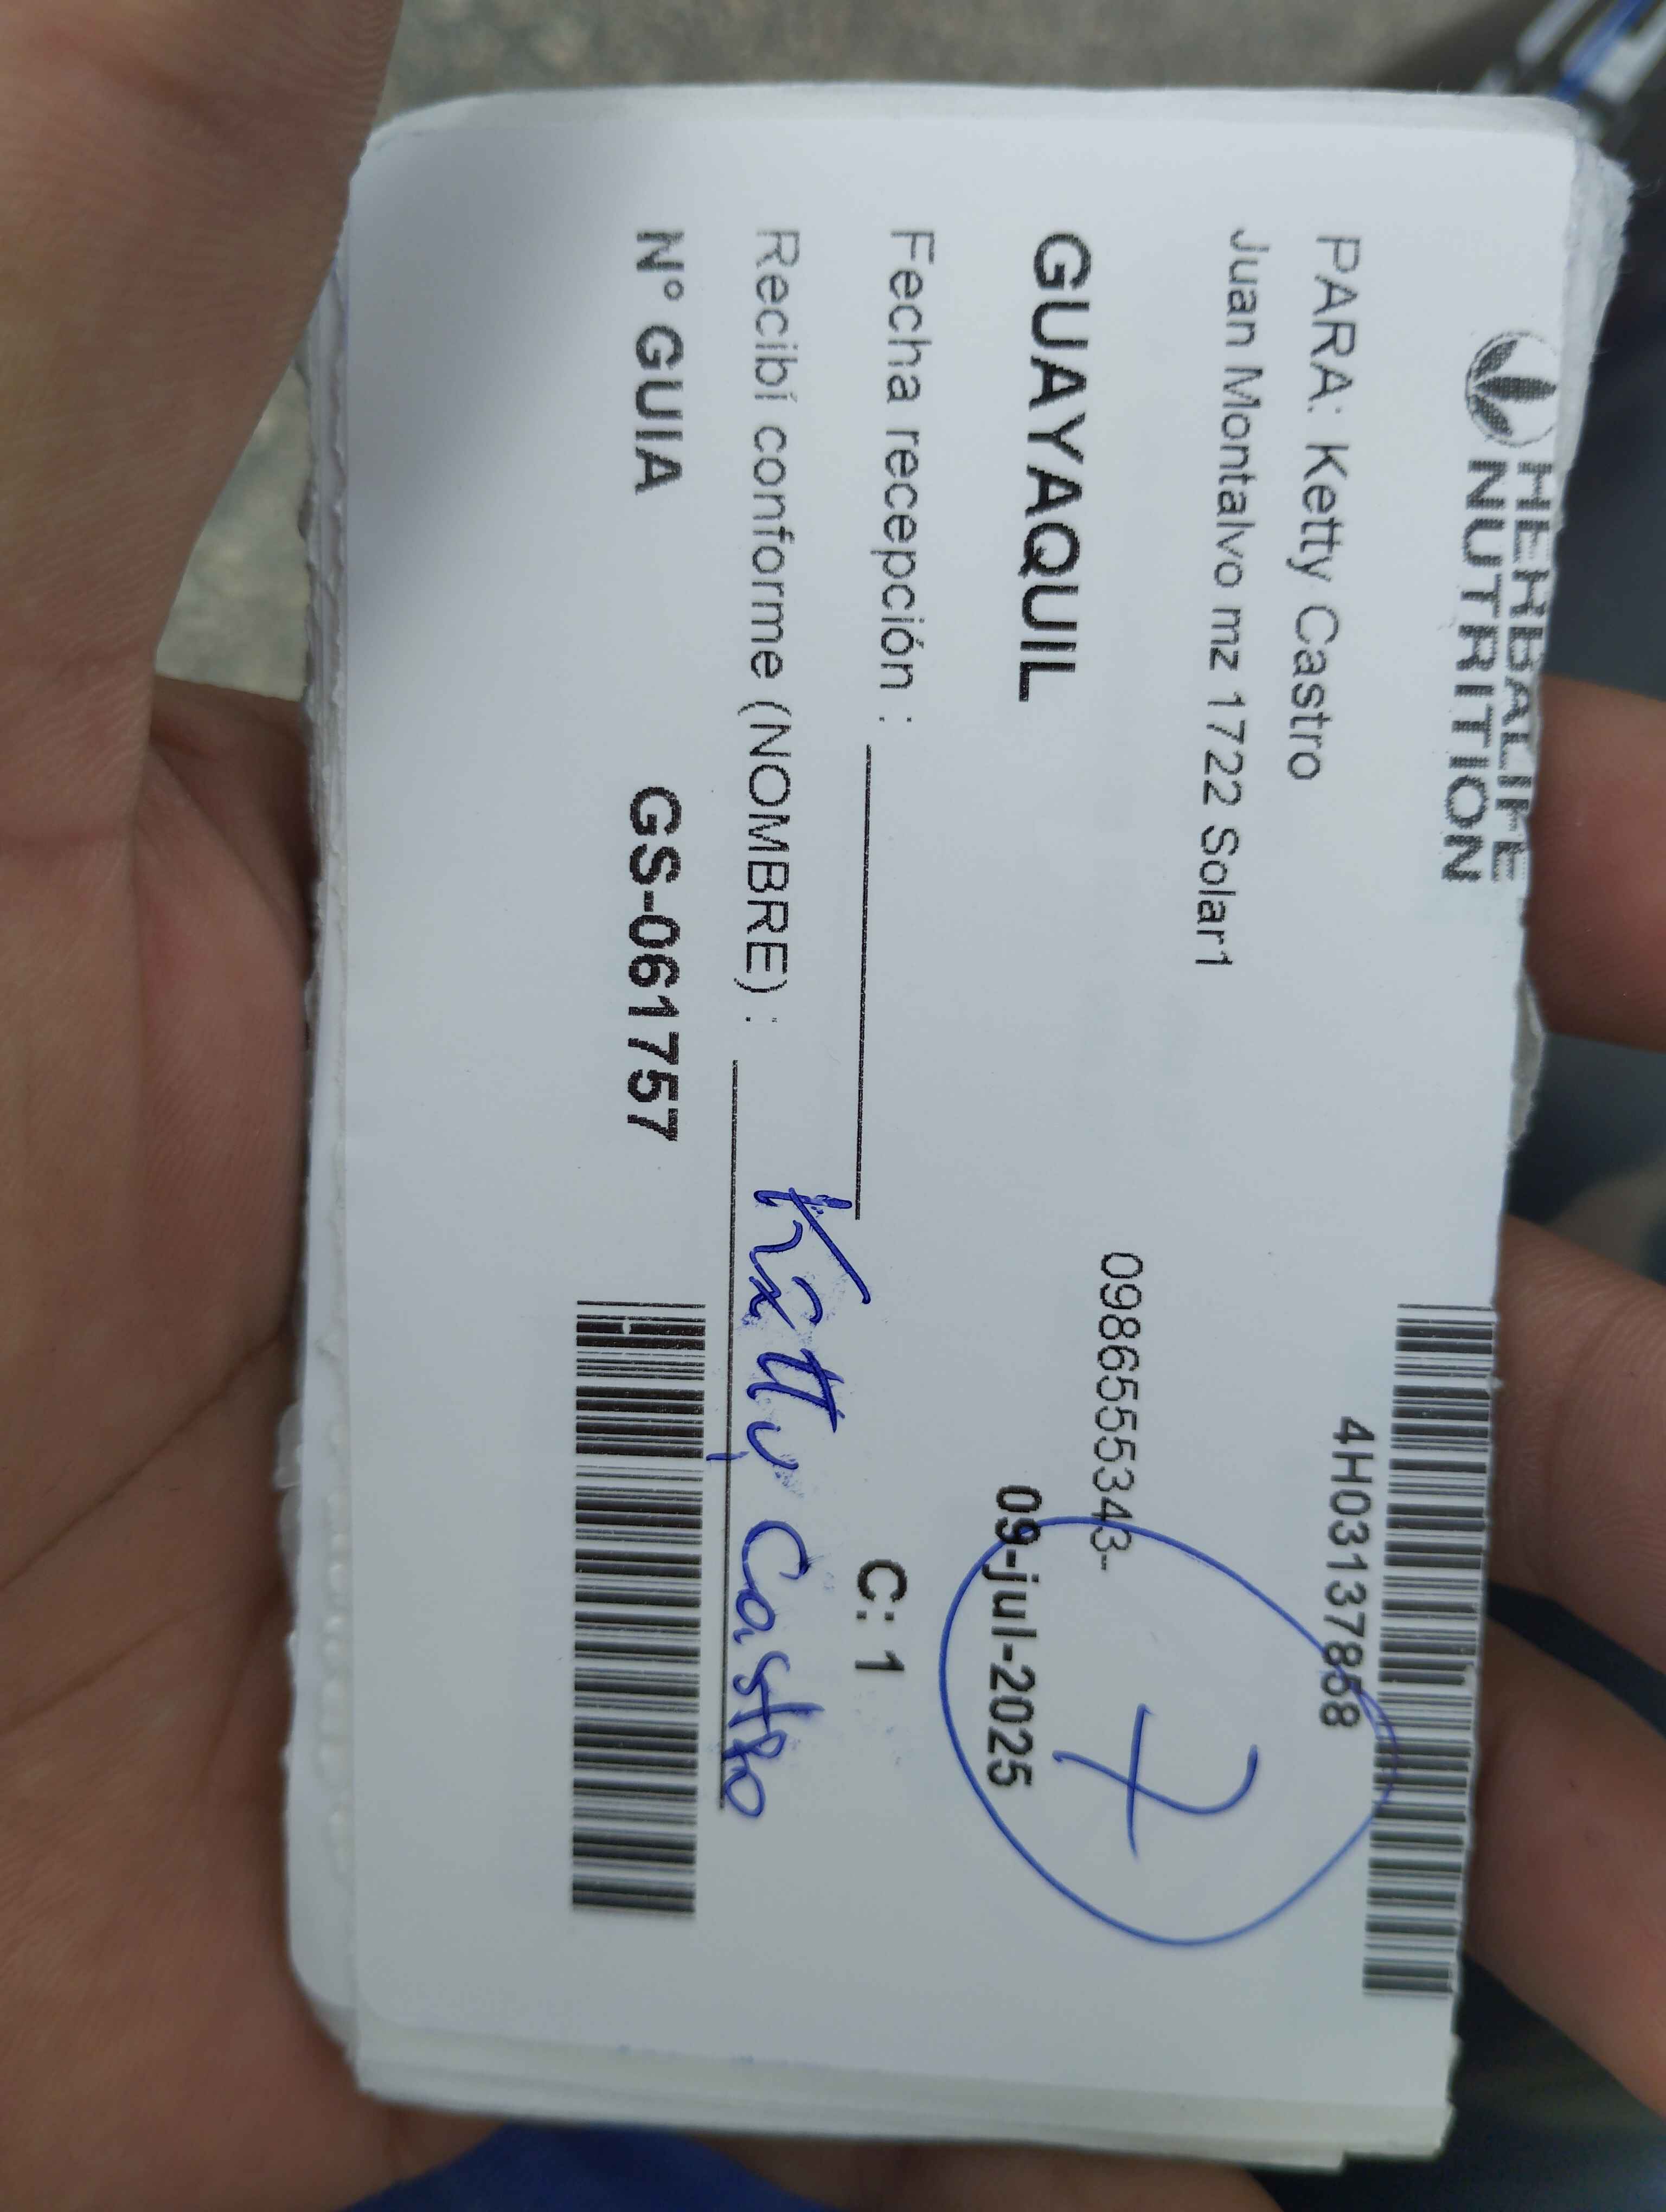 HERBALIFE
NUTRITION
4H03137858
PARA: Ketty Castro
Juan Montalvo mz 1722 Solar1
0986555343-
7
GUAYAQUIL
09-jul-2025
Fecha recepción :
C: 1
Recibí conforme (NOMBRE) : Ketty Castro
N° GUIA GS-061757